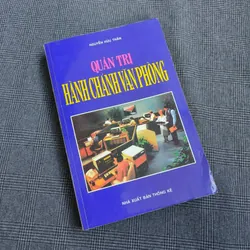 NGUYỄN HỮU THÂN
QUẢN TRỊ
HÀNH CHÁNH VĂN PHÒNG
NHÀ XUẤT BẢN THỐNG KÊ